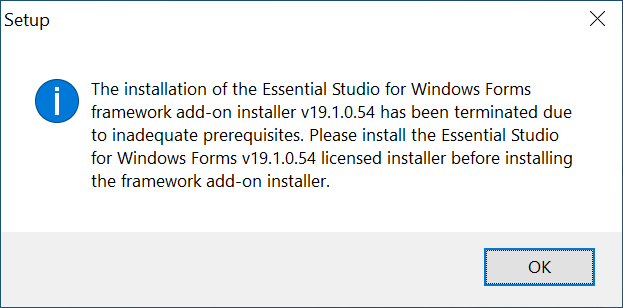 Setup
The installation of the Essential Studio for Windows Forms
framework add-on installer v19.1.0.54 has been terminated due
to inadequate prerequisites. Please install the Essential Studio
for Windows Forms v19.1.0.54 licensed installer before installing
the framework add-on installer.
OK